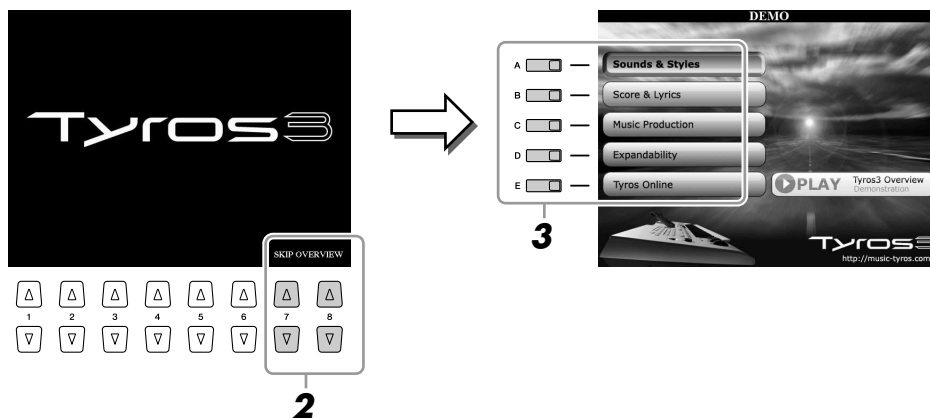 Tyros3
SKIP OVERVIEW
1 2 3 4 5 6 7 8
2
A
B
C
D
E
3
DEMO
Sounds & Styles
Score & Lyrics
Music Production
Expandability
Tyros Online
PLAY
Tyros3 Overview
Demonstration
Tyros3
http://music-tyros.com